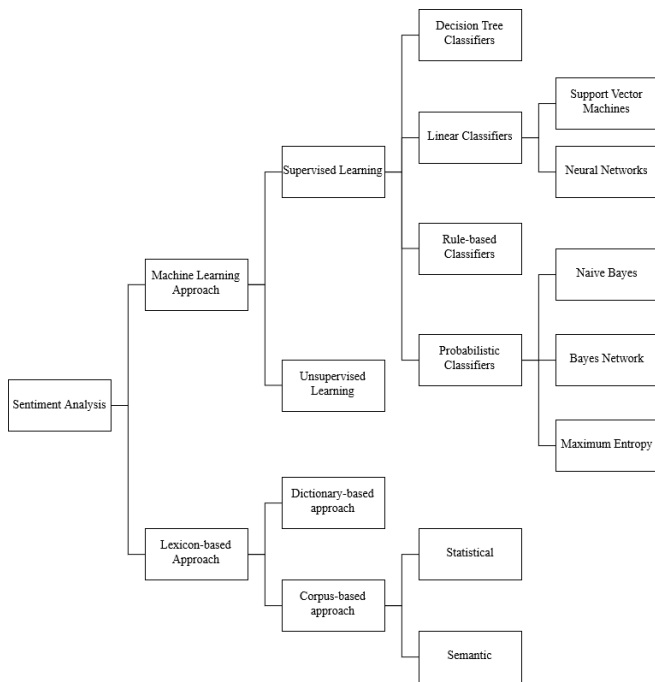 Decision Tree
Classifiers
Support Vector
Machines
Linear Classifiers
Supervised Learning
Neural Networks
Rule-based
Classifiers
Machine Learning
Approach
Naive Bayes
Probabilistic
Classifiers
Bayes Network
Unsupervised
Learning
Sentiment Analysis
Maximum Entropy
Dictionary-based
approach
Lexicon-based
Approach
Statistical
Corpus-based
approach
Semantic